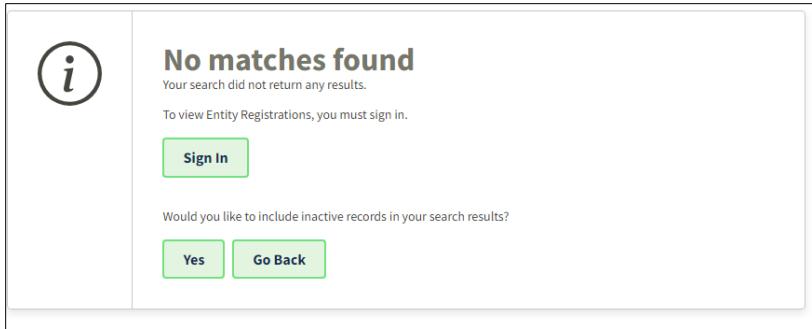 i
No matches found
Your search did not return any results.
To view Entity Registrations, you must sign in.
Sign In
Would you like to include inactive records in your search results?
Yes Go Back